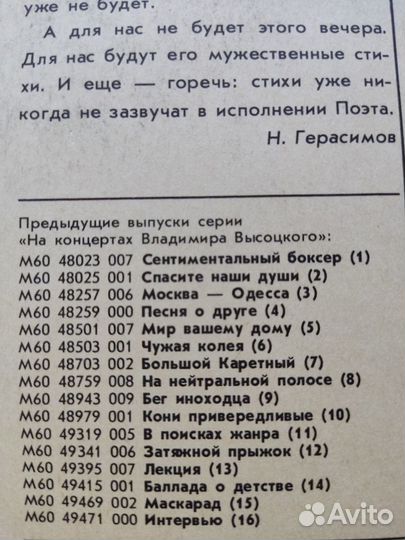 уже не будет.
А для нас не будет этого вечера.
Для нас будут его мужественные сти-
хи. И еще — горечь: стихи уже ни-
когда не зазвучат в исполнении Поэта.
Н. Герасимов
Предыдущие выпуски серии
«На концертах Владимира Высоцкого»:
М60 48023 007 Сентиментальный боксер (1)
М60 48025 001 Спасите наши души (2)
М60 48257 006 Москва — Одесса (3)
М60 48259 000 Песня о друге (4)
М60 48501 007 Мир вашему дому (5)
М60 48503 001 Чужая колея (6)
М60 48703 002 Большой Каретный (7)
М60 48759 008 На нейтральной полосе (8)
М60 48943 009 Бег иноходца (9)
М60 48979 001 Кони привередливые (10)
М60 49319 005 В поисках жанра (11)
М60 49341 006 Затяжной прыжок (12)
М60 49395 007 Лекция (13)
М60 49415 001 Баллада о детстве (14)
М60 49469 002 Маскарад (15)
М60 49471 000 Интервью (16)
Avito